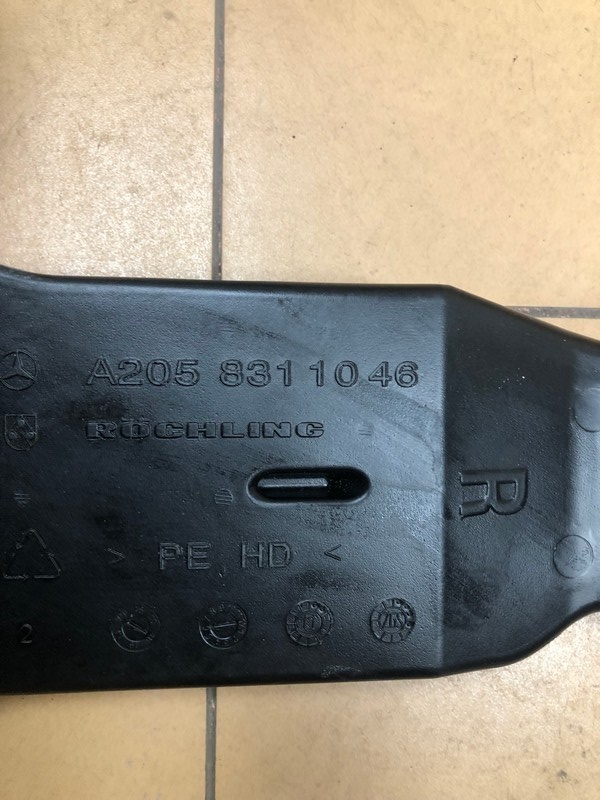 A205 831 10 46
RÖCHLING
R
> PE HD <
2